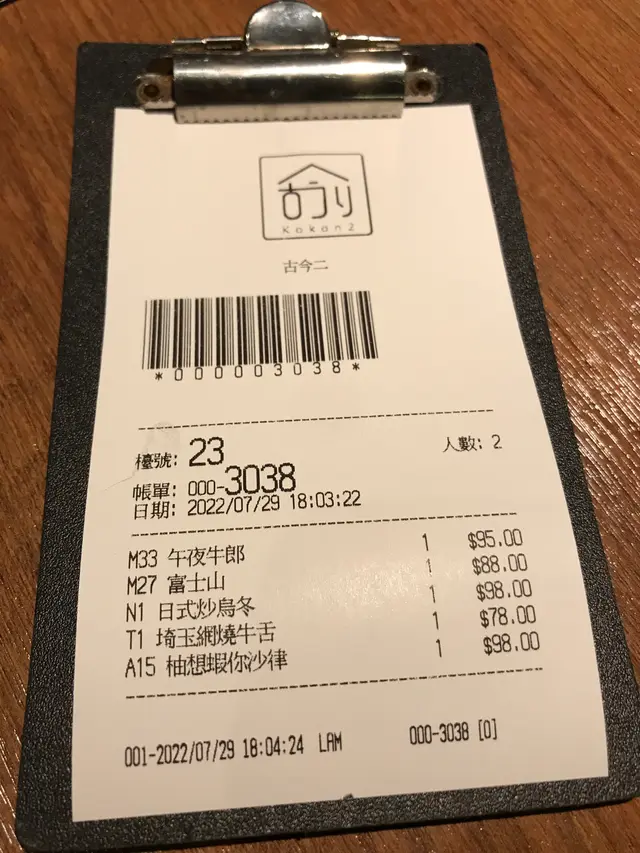 Kokon2
古今二
*000003038*
檯號: 23 人數: 2
帳單: 000-3038
日期: 2022/07/29 18:03:22
M33 午夜牛郎 1 $95.00
M27 富士山 1 $88.00
N1 日式炒烏冬 1 $98.00
T1 埼玉網燒牛舌 1 $78.00
A15 柚想蝦你沙律 1 $98.00
001-2022/07/29 18:04:24 LAM 000-3038 [0]